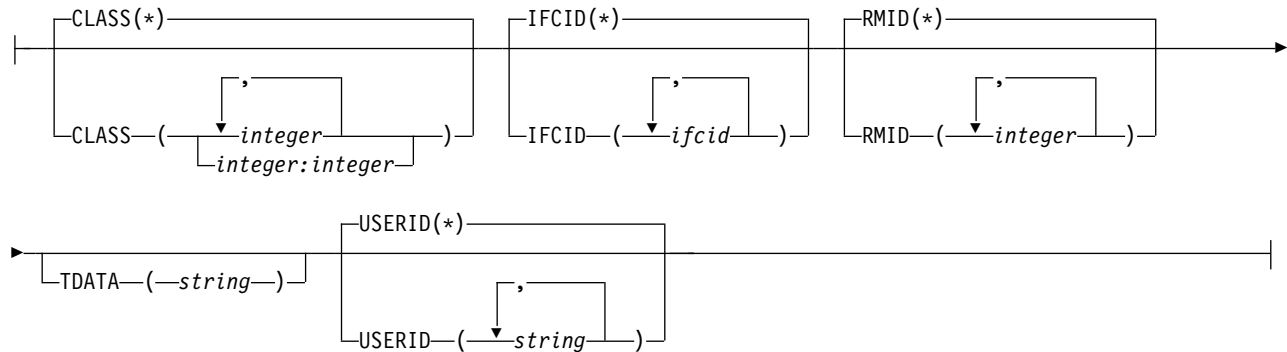 CLASS(*) IFCID(*) RMID(*)
, , ,
CLASS ( integer ) IFCID ( ifcid ) RMID ( integer )
integer:integer
USERID(*)
TDATA ( string ) ,
USERID ( string )